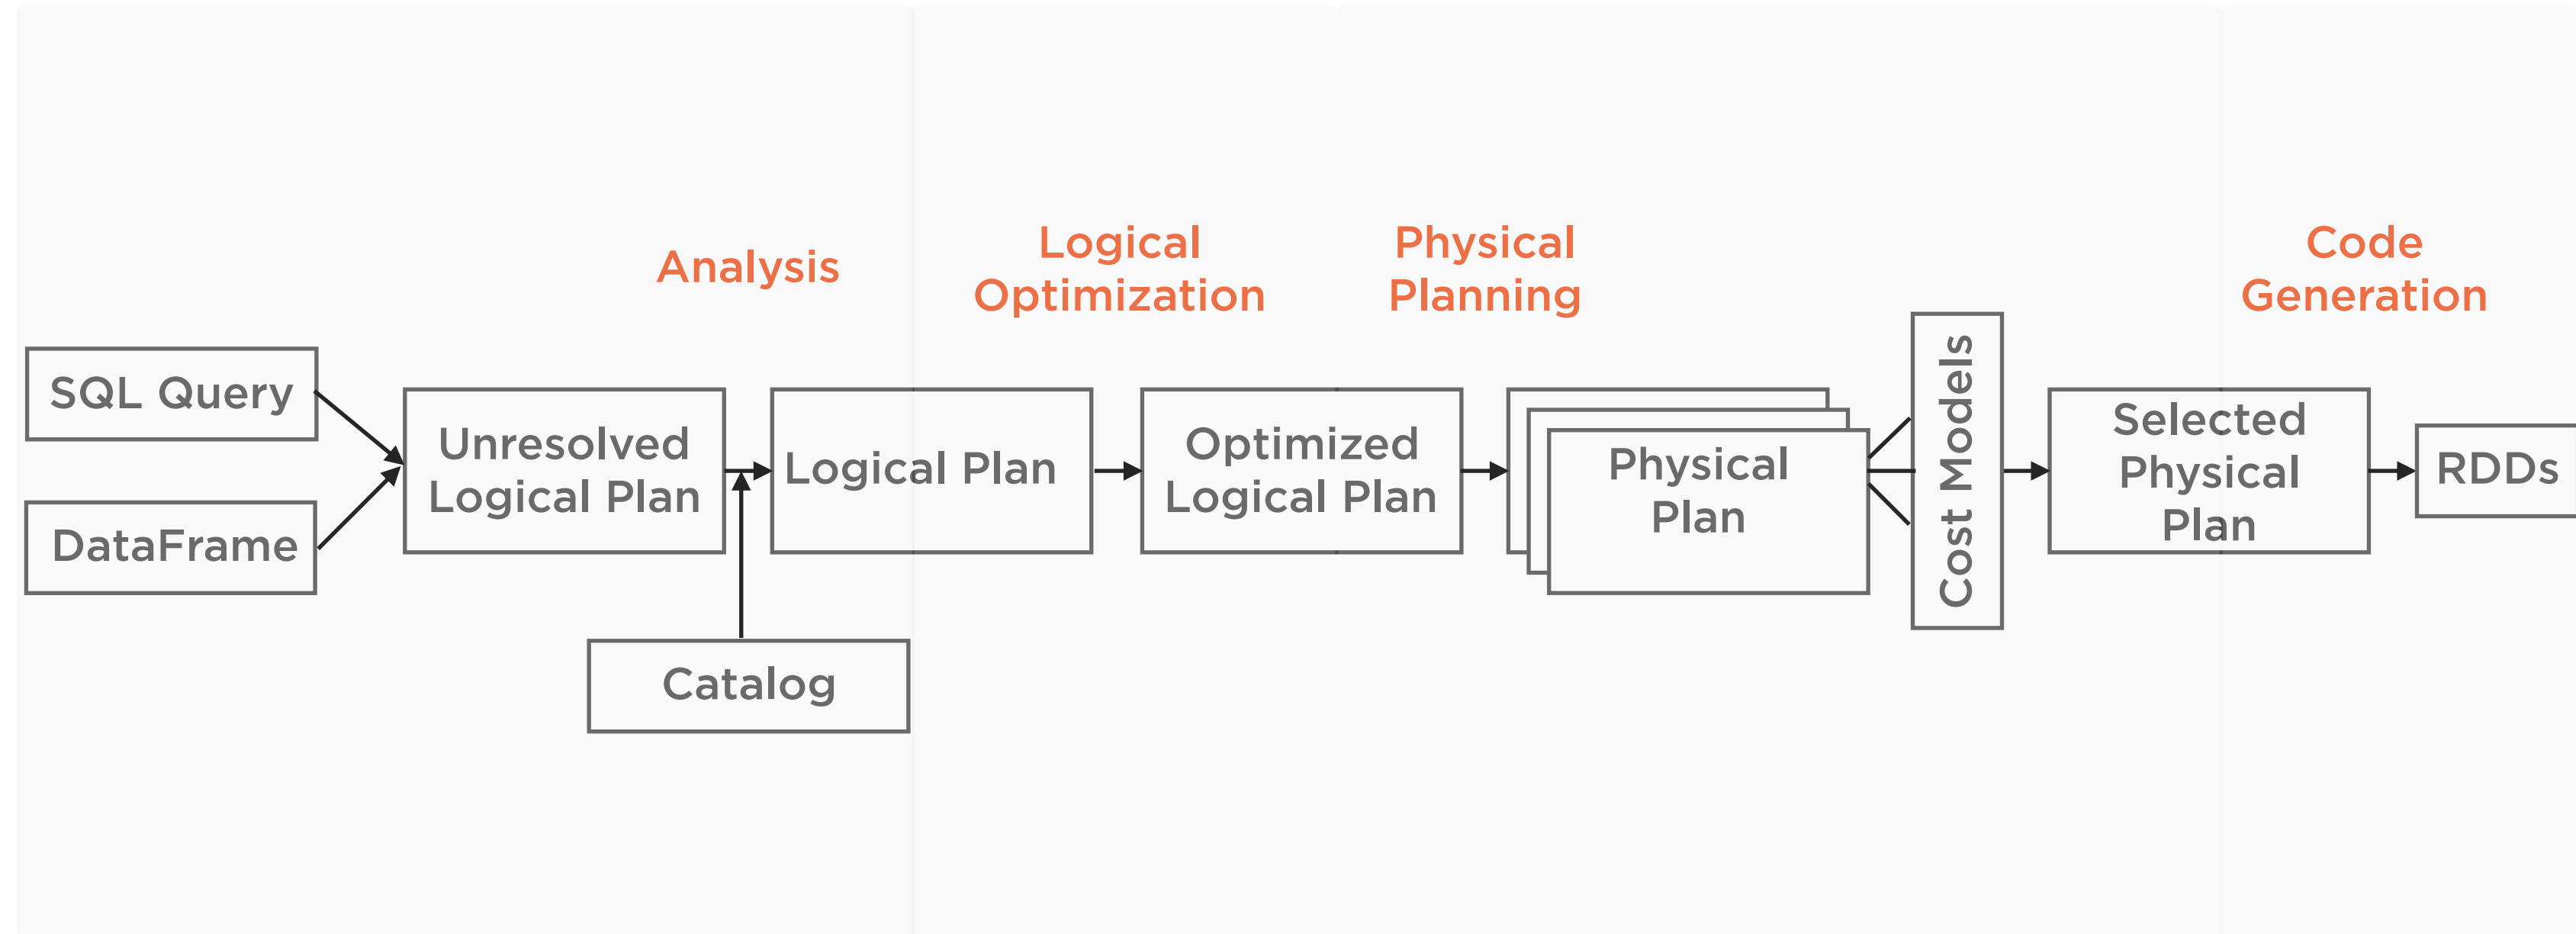 Analysis
Logical
Optimization
Physical
Planning
Code
Generation
SQL Query
DataFrame
Unresolved
Logical Plan
Catalog
Logical Plan
Optimized
Logical Plan
Physical
Plan
Cost Models
Selected
Physical
Plan
RDDs